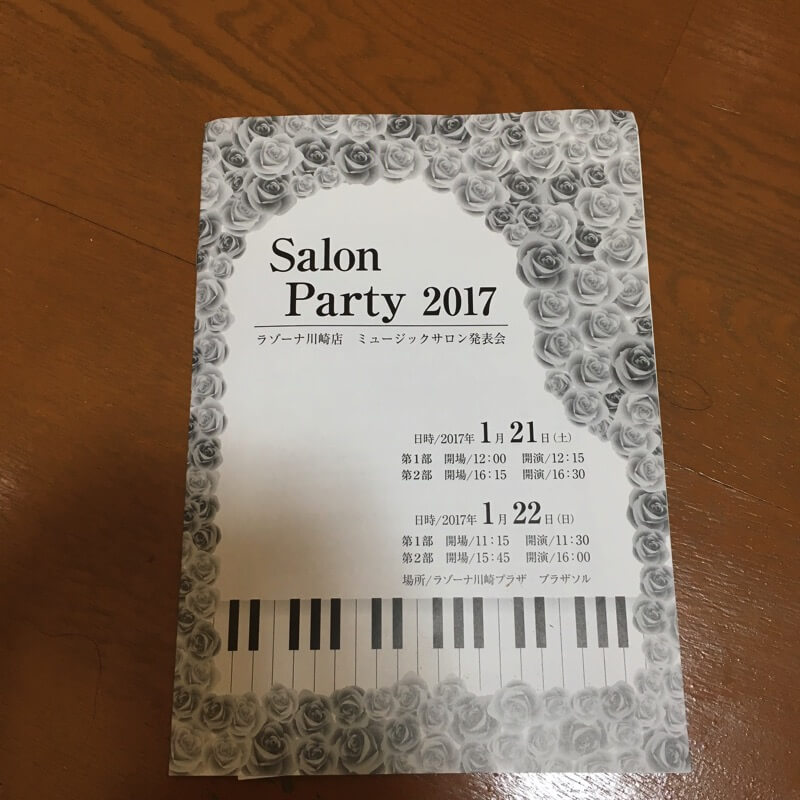 Salon
Party 2017
ラゾーナ川崎店 ミュージックサロン発表会
日時/2017年 1月21日(土)
第1部 開場/12:00 開演/12:15
第2部 開場/16:15 開演/16:30
日時/2017年 1月22日(日)
第1部 開場/11:15 開演/11:30
第2部 開場/15:45 開演/16:00
場所/ラゾーナ川崎プラザ プラザソル